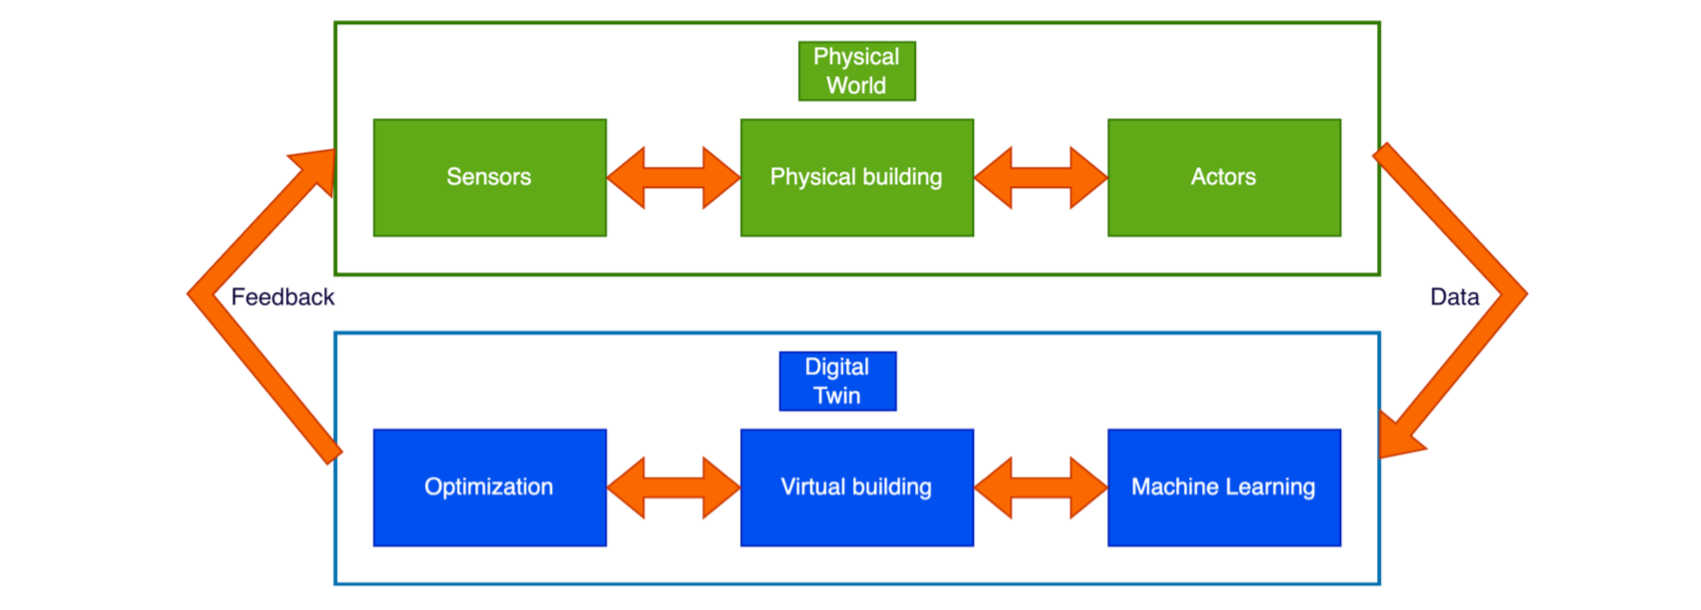 Physical
World
Sensors
Physical building
Actors
Feedback
Data
Digital
Twin
Optimization
Virtual building
Machine Learning